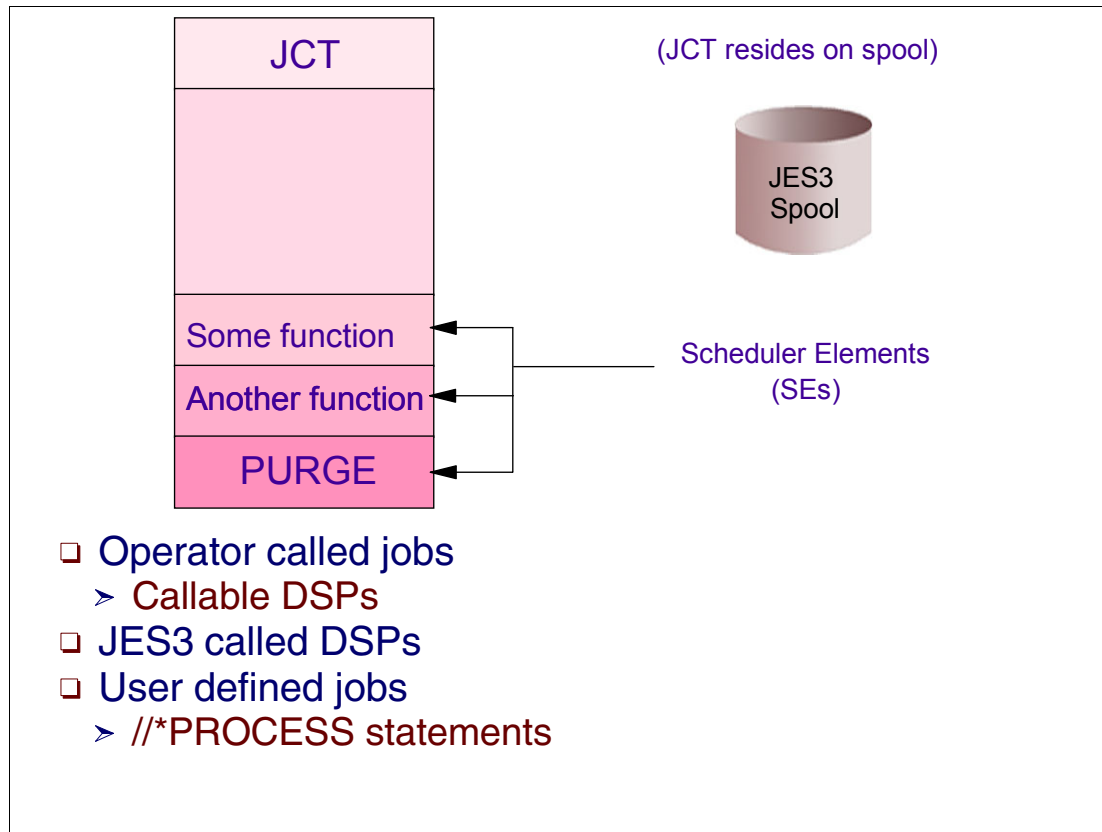 JCT
(JCT resides on spool)
JES3
Spool
Some function
Another function
PURGE
Scheduler Elements
(SEs)
❑ Operator called jobs
➢ Callable DSPs
❑ JES3 called DSPs
❑ User defined jobs
➢ //*PROCESS statements